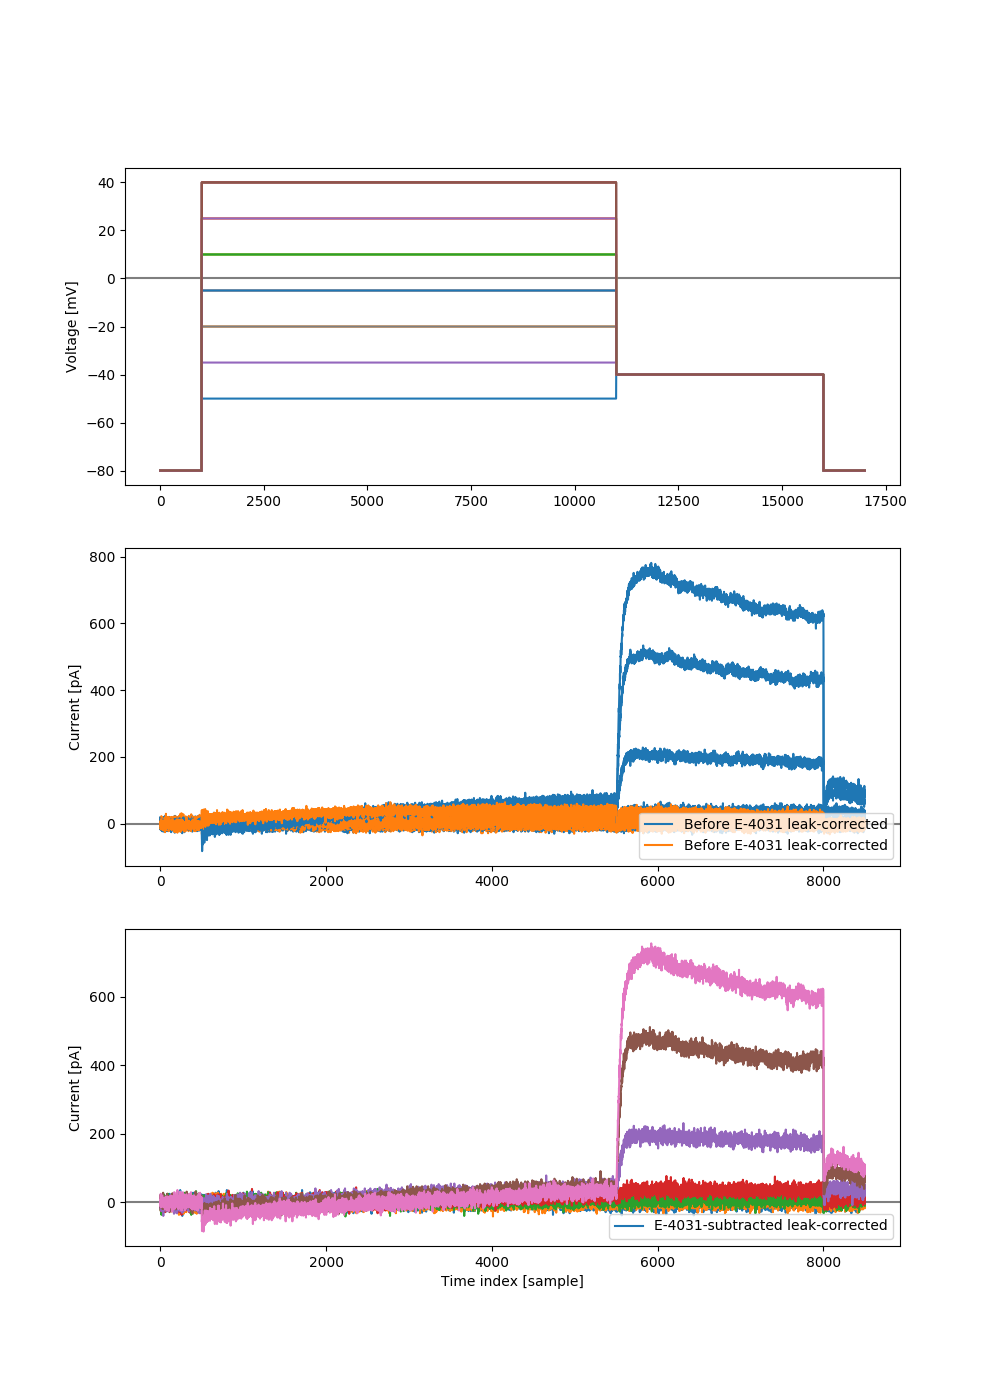 40
20
0
−20
−40
−60
−80
Voltage [mV]
0 2500 5000 7500 10000 12500 15000 17500
800
600
400
200
0
Current [pA]
Before E-4031 leak-corrected
Before E-4031 leak-corrected
0 2000 4000 6000 8000
600
400
200
0
Current [pA]
E-4031-subtracted leak-corrected
0 2000 4000 6000 8000
Time index [sample]